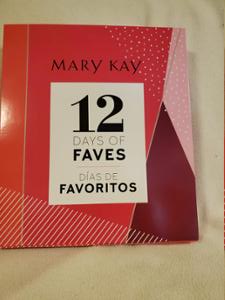 MARY KAY
12
DAYS OF
FAVES
DÍAS DE
FAVORITOS